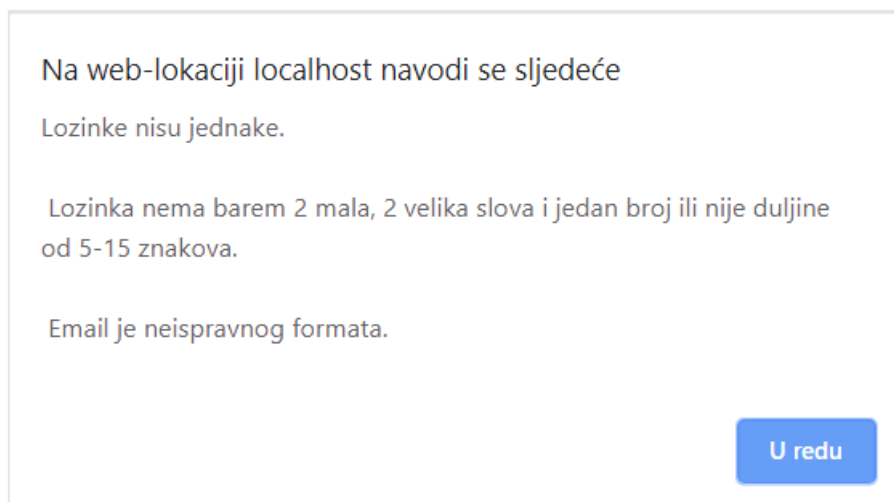 Na web-lokaciji localhost navodi se sljedeće
Lozinke nisu jednake.
Lozinka nema barem 2 mala, 2 velika slova i jedan broj ili nije duljine
od 5-15 znakova.
Email je neispravnog formata.
U redu